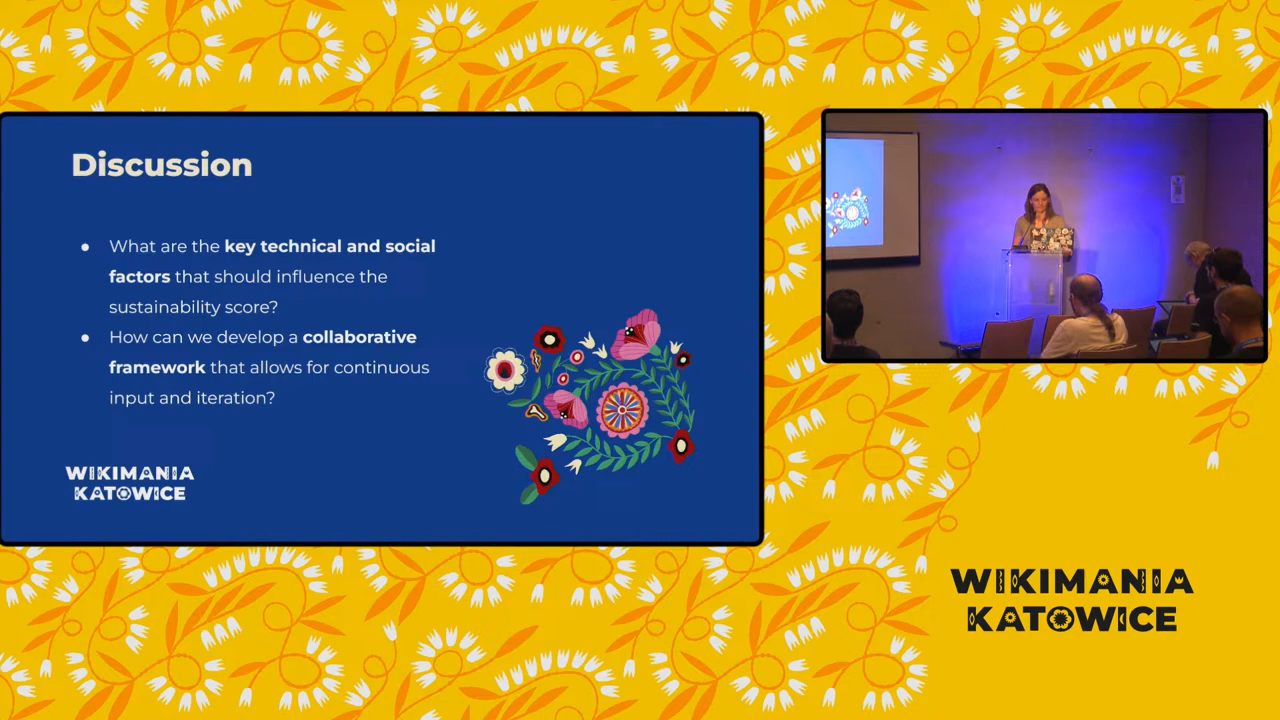 Discussion
● What are the key technical and social
factors that should influence the
sustainability score?
● How can we develop a collaborative
framework that allows for continuous
input and iteration?
WIKIMANIA
KATOWICE
WIKIMANIA
KATOWICE